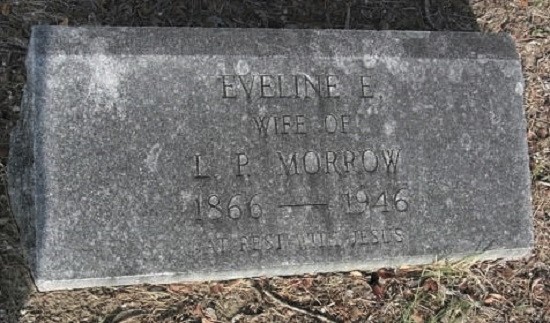 EVELINE E.
WIFE OF
L. P. MORROW
1866 — 1946
AT REST WITH JESUS